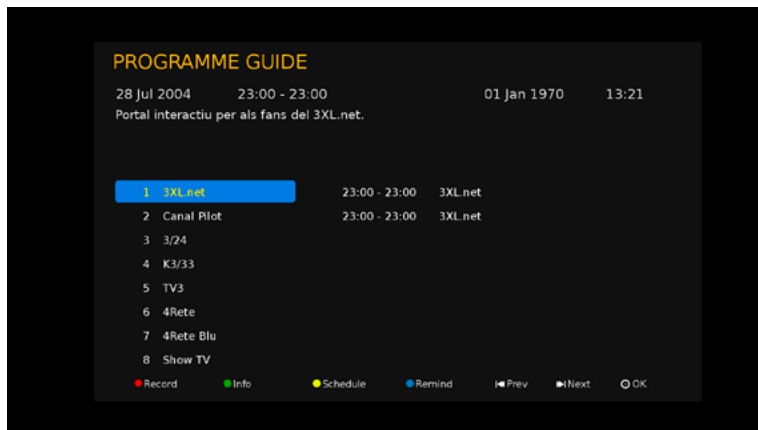 PROGRAMME GUIDE
28 Jul 2004 23:00 - 23:00 01 Jan 1970 13:21
Portal interactiu per als fans del 3XL.net.
1 3XL.net 23:00 - 23:00 3XL.net
2 Canal Pilot 23:00 - 23:00 3XL.net
3 3/24
4 K3/33
5 TV3
6 4Rete
7 4Rete Blu
8 Show TV
Record Info Schedule Remind Prev Next OK